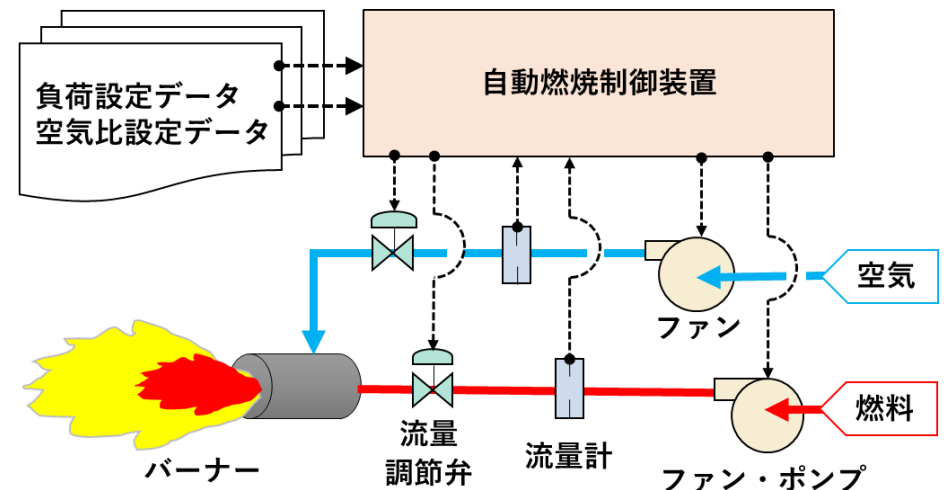 負荷設定データ
空気比設定データ
自動燃焼制御装置
空気
ファン
燃料
流量
調節弁
流量計
バーナー
ファン・ポンプ